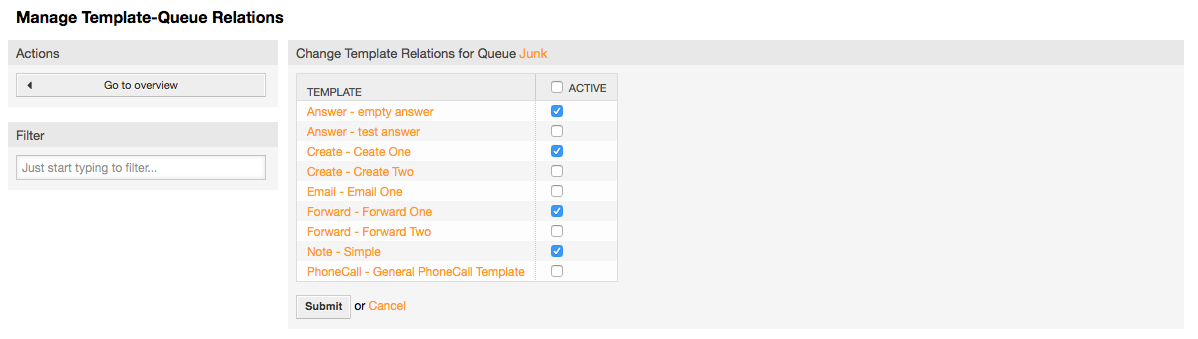 Manage Template-Queue Relations
Actions
Go to overview
Filter
Just start typing to filter...
Change Template Relations for Queue Junk
TEMPLATE ACTIVE
Answer - empty answer
Answer - test answer
Create - Ceate One
Create - Create Two
Email - Email One
Forward - Forward One
Forward - Forward Two
Note - Simple
PhoneCall - General PhoneCall Template
Submit or Cancel